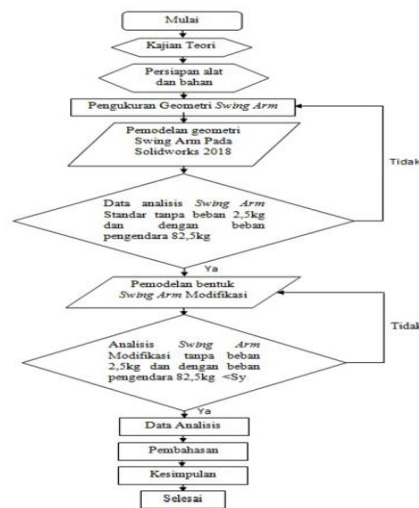 Mulai
Kajian Teori
Persiapan alat
dan bahan
Pengukuran Geometri Swing Arm
Pemodelan geometri
Swing Arm Pada
Solidworks 2018
Tidak
Data analisis Swing Arm
Standar tanpa beban 2,5kg
dan dengan beban
pengendara 82,5kg
Ya
Pemodelan bentuk
Swing Arm Modifikasi
Tidak
Analisis Swing Arm
Modifikasi tanpa beban
2,5kg dan dengan beban
pengendara 82,5kg <Sy
Ya
Data Analisis
Pembahasan
Kesimpulan
Selesai